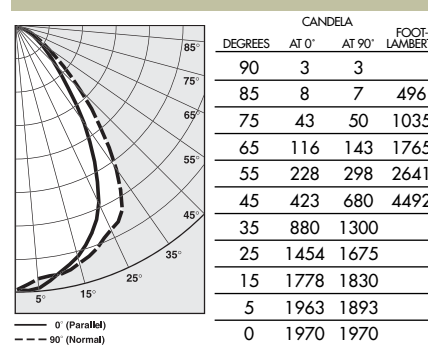 85°
75°
65°
55°
45°
35°
25°
15°
5°
0° (Parallel)
90° (Normal)
CANDELA
DEGREES AT 0° AT 90° FOOT-LAMBERT
90 3 3
85 8 7 496
75 43 50 1035
65 116 143 1765
55 228 298 2641
45 423 680 4492
35 880 1300
25 1454 1675
15 1778 1830
5 1963 1893
0 1970 1970